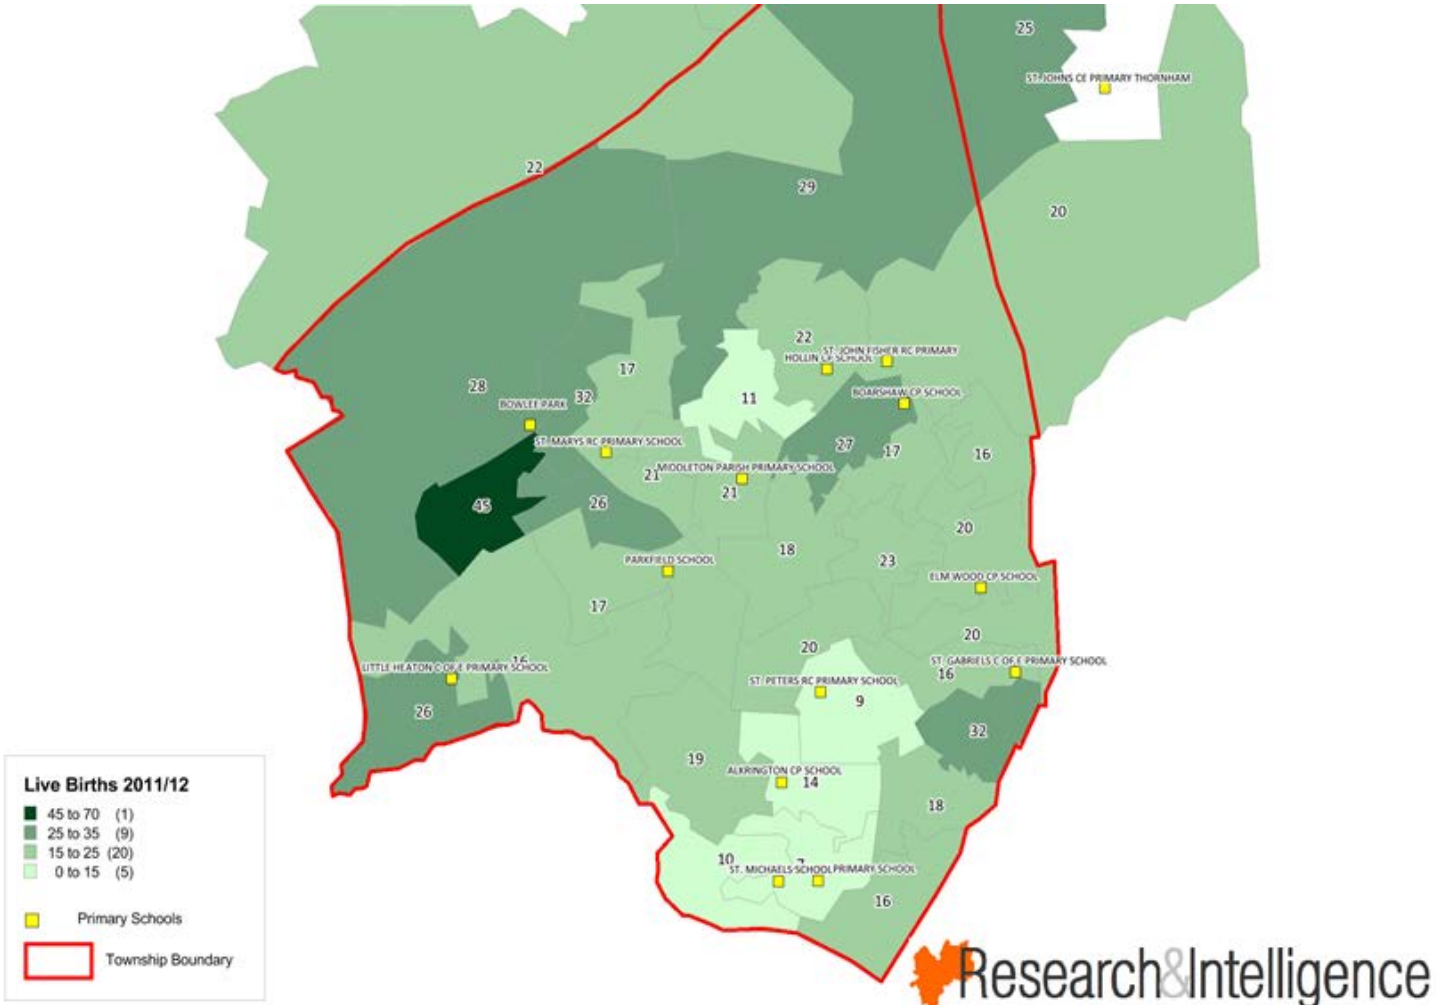 25
ST. JOHNS CE PRIMARY THORNHAM
22
29
20
22
ST. JOHN FISHER RC PRIMARY
HOLLIN CP SCHOOL
17
28
32
11
BOARSHAW CP SCHOOL
BOWLEE PARK
ST. MARYS RC PRIMARY SCHOOL
27
17
16
21
MIDDLETON PARISH PRIMARY SCHOOL
21
45
26
20
18
23
PARKFIELD SCHOOL
ELM WOOD CP SCHOOL
17
20
20
16
LITTLE HEATON C OF E PRIMARY SCHOOL
ST. GABRIELS C OF E PRIMARY SCHOOL
16
ST. PETERS RC PRIMARY SCHOOL
9
26
32
19
ALKRINGTON CP SCHOOL
14
18
10
7
ST. MICHAELS SCHOOL
PRIMARY SCHOOL
16
Live Births 2011/12
45 to 70 (1)
25 to 35 (9)
15 to 25 (20)
0 to 15 (5)
Primary Schools
Township Boundary
Research&Intelligence